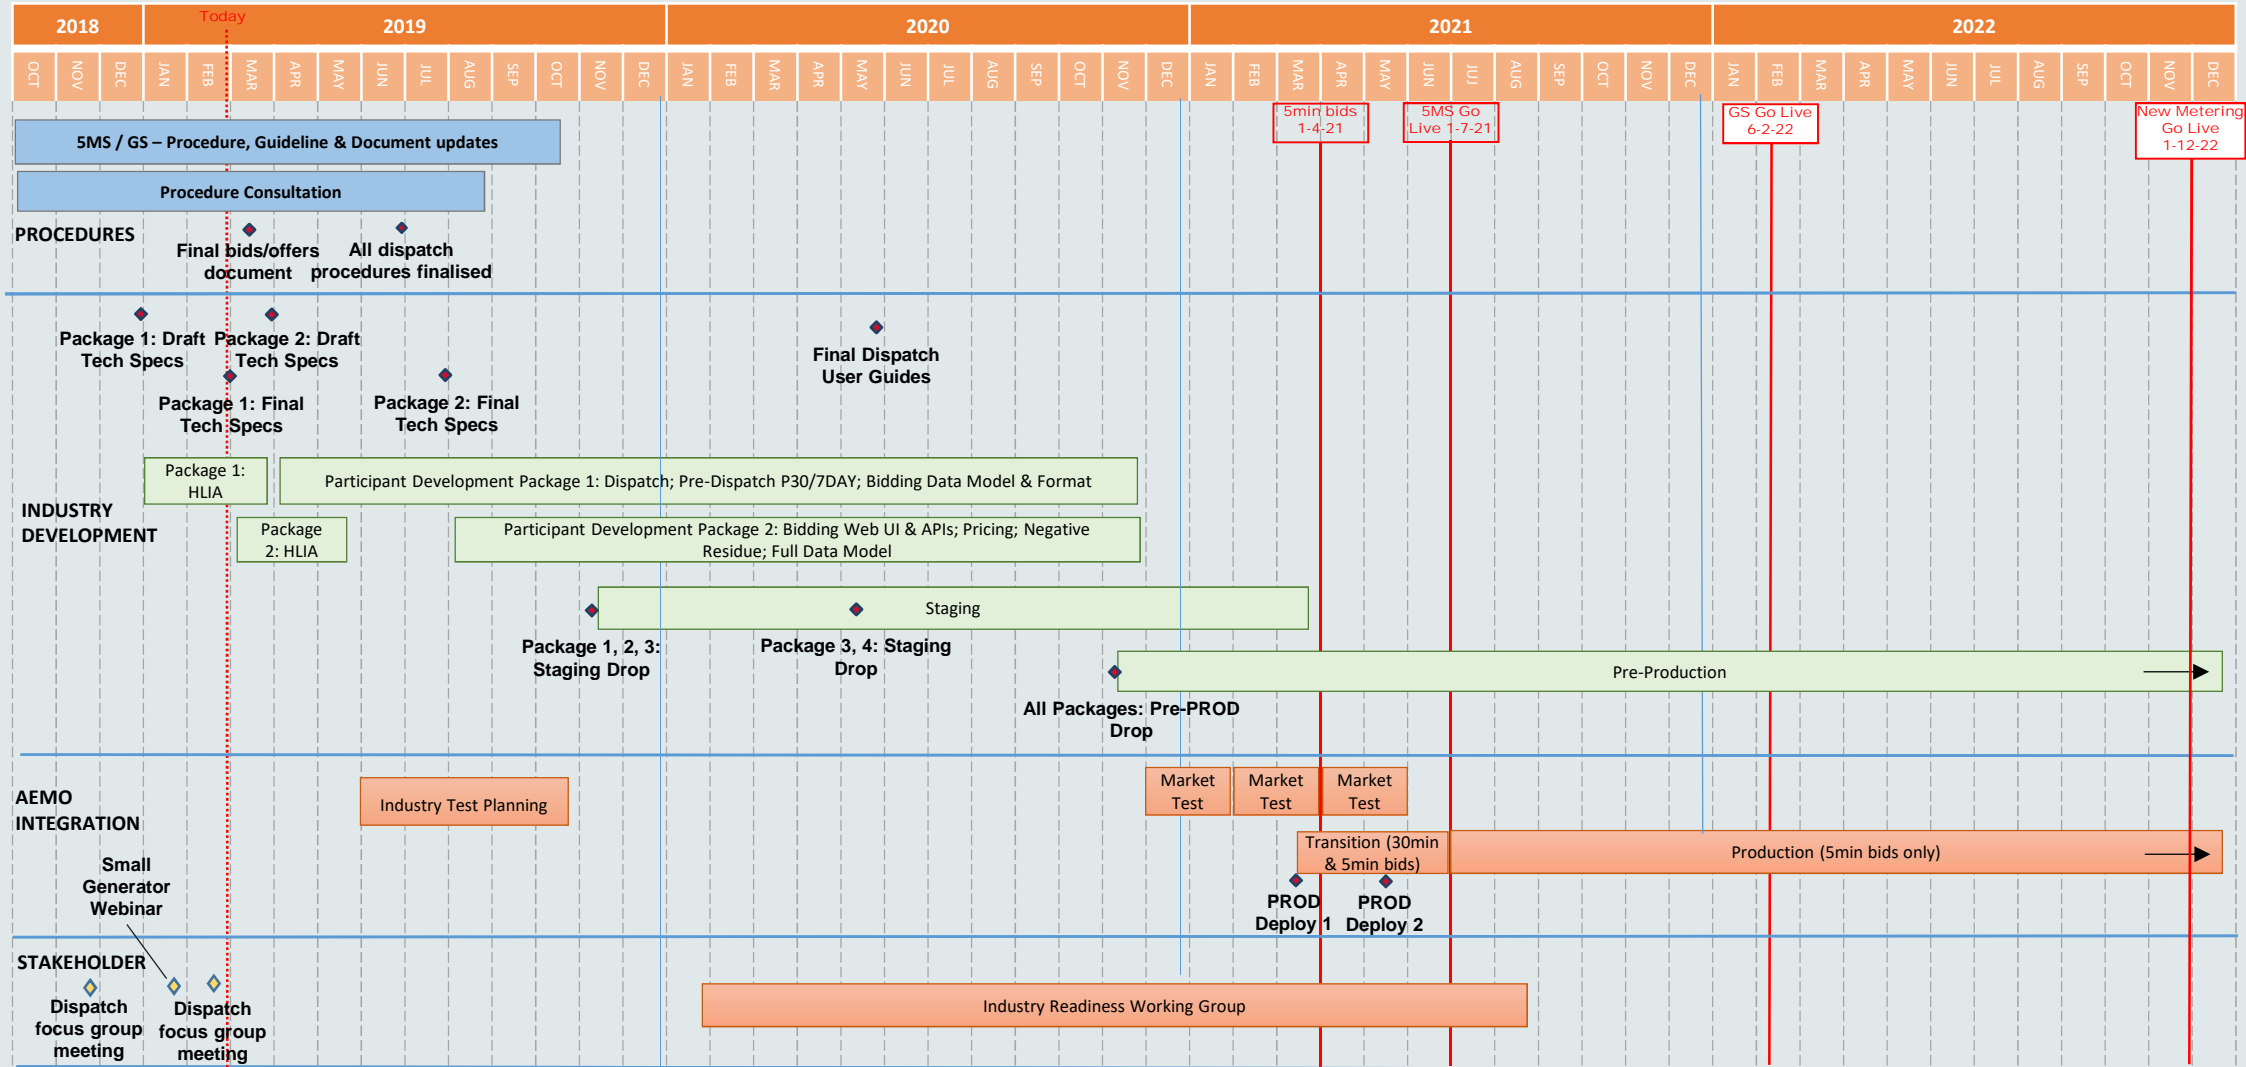 Today
2018
2019
2020
2021
2022
OCT NOV DEC JAN FEB MAR APR MAY JUN JUL AUG SEP OCT NOV DEC JAN FEB MAR APR MAY JUN JUL AUG SEP OCT NOV DEC JAN FEB MAR APR MAY JUN JUJ AUG SEP OCT NOV DEC JAN FEB MAR APR MAY JUN JUL AUG SEP OCT NOV DEC
5min bids
1-4-21
5MS Go
Live 1-7-21
GS Go Live
6-2-22
New Metering
Go Live
1-12-22
5MS / GS – Procedure, Guideline & Document updates
Procedure Consultation
PROCEDURES
Final bids/offers
document
All dispatch
procedures finalised
Package 1: Draft
Tech Specs
Package 2: Draft
Tech Specs
Final Dispatch
User Guides
Package 1: Final
Tech Specs
Package 2: Final
Tech Specs
Package 1:
HLIA
Participant Development Package 1: Dispatch; Pre-Dispatch P30/7DAY; Bidding Data Model & Format
INDUSTRY
DEVELOPMENT
Package
2: HLIA
Participant Development Package 2: Bidding Web UI & APIs; Pricing; Negative
Residue; Full Data Model
Staging
Package 1, 2, 3:
Staging Drop
Package 3, 4: Staging
Drop
Pre-Production
All Packages: Pre-PROD
Drop
AEMO
INTEGRATION
Industry Test Planning
Market
Test
Market
Test
Market
Test
Transition (30min
& 5min bids)
Production (5min bids only)
PROD
Deploy 1
PROD
Deploy 2
Small
Generator
Webinar
STAKEHOLDER
Dispatch
focus group
meeting
Dispatch
focus group
meeting
Industry Readiness Working Group